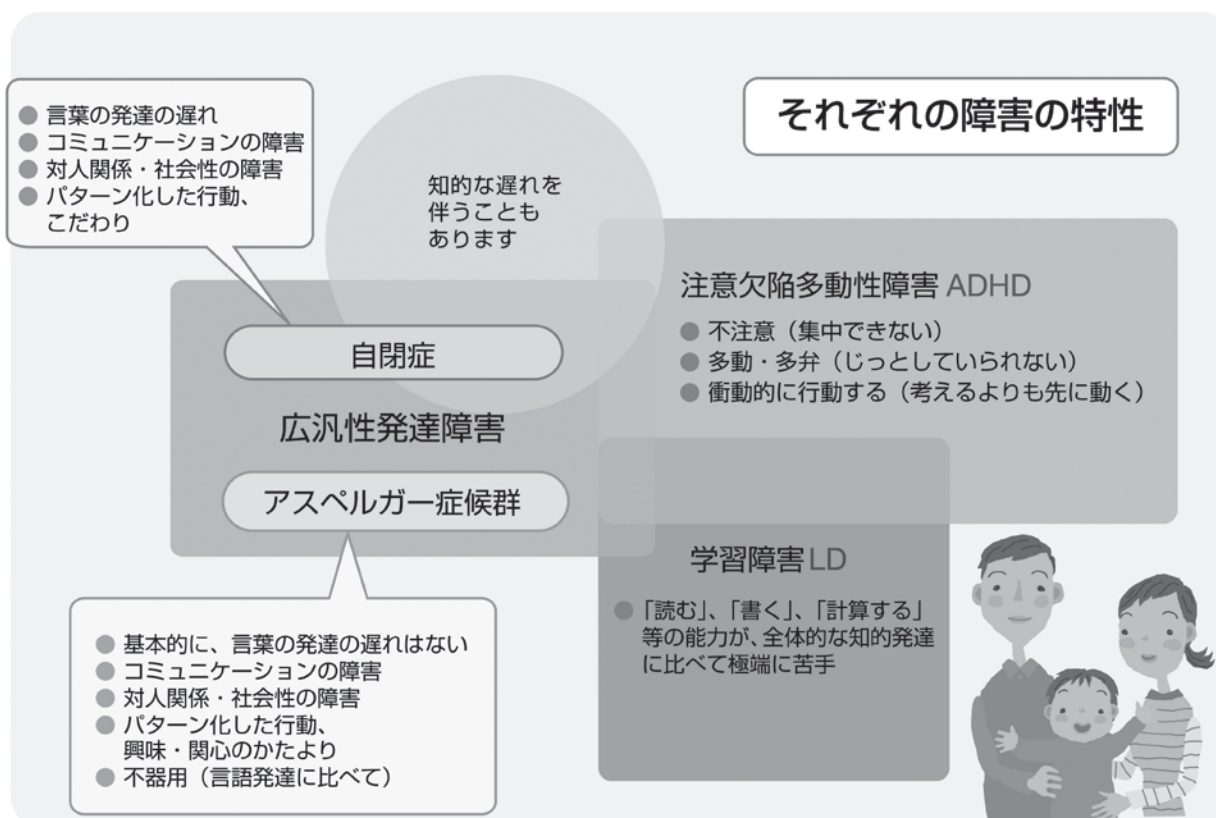 それぞれの障害の特性
● 言葉の発達の遅れ
● コミュニケーションの障害
● 対人関係・社会性の障害
● パターン化した行動、
こだわり
知的な遅れを
伴うことも
あります
注意欠陥多動性障害 ADHD
● 不注意（集中できない）
● 多動・多弁（じっとしていられない）
● 衝動的に行動する（考えるよりも先に動く）
自閉症
広汎性発達障害
アスペルガー症候群
学習障害 LD
● 「読む」、「書く」、「計算する」
等の能力が、全体的な知的発達
に比べて極端に苦手
● 基本的に、言葉の発達の遅れはない
● コミュニケーションの障害
● 対人関係・社会性の障害
● パターン化した行動、
興味・関心のかたより
● 不器用（言語発達に比べて）